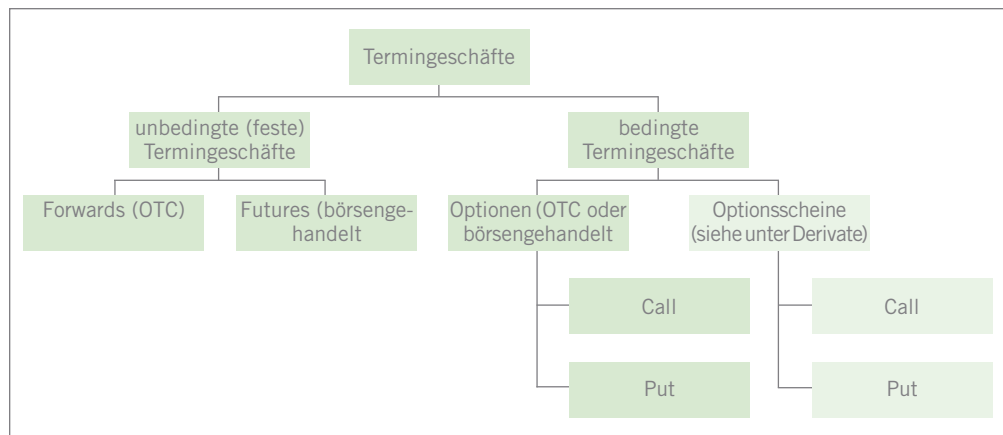 Termingeschäfte
unbedingte (feste)
Termingeschäfte
bedingte
Termingeschäfte
Forwards (OTC)
Futures (börsenge-
handelt
Optionen (OTC oder
börsengehandelt
Optionsscheine
(siehe unter Derivate)
Call
Call
Put
Put